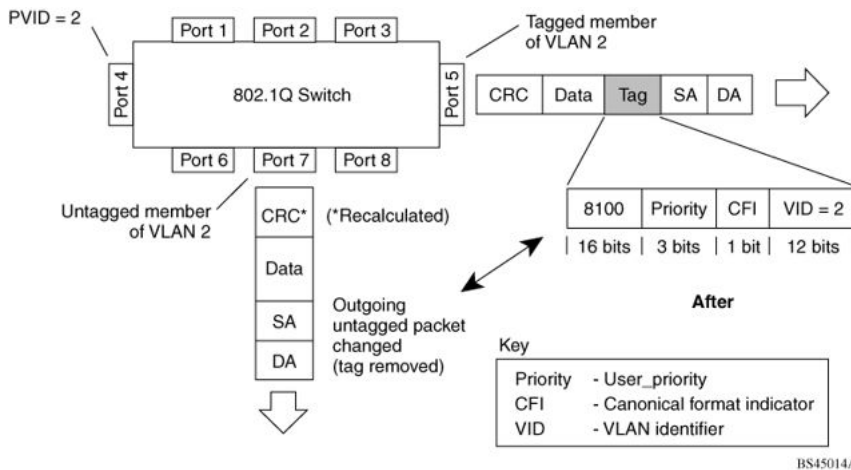 PVID = 2
Port 1
Port 2
Port 3
Tagged member
of VLAN 2
Port 4
802.1Q Switch
Port 5
CRC
Data
Tag
SA
DA
Port 6
Port 7
Port 8
Untagged member
of VLAN 2
CRC*
(*Recalculated)
8100
Priority
CFI
VID = 2
16 bits
3 bits
1 bit
12 bits
Data
After
SA
DA
Outgoing
untagged packet
changed
(tag removed)
Key
Priority - User_priority
CFI - Canonical format indicator
VID - VLAN identifier